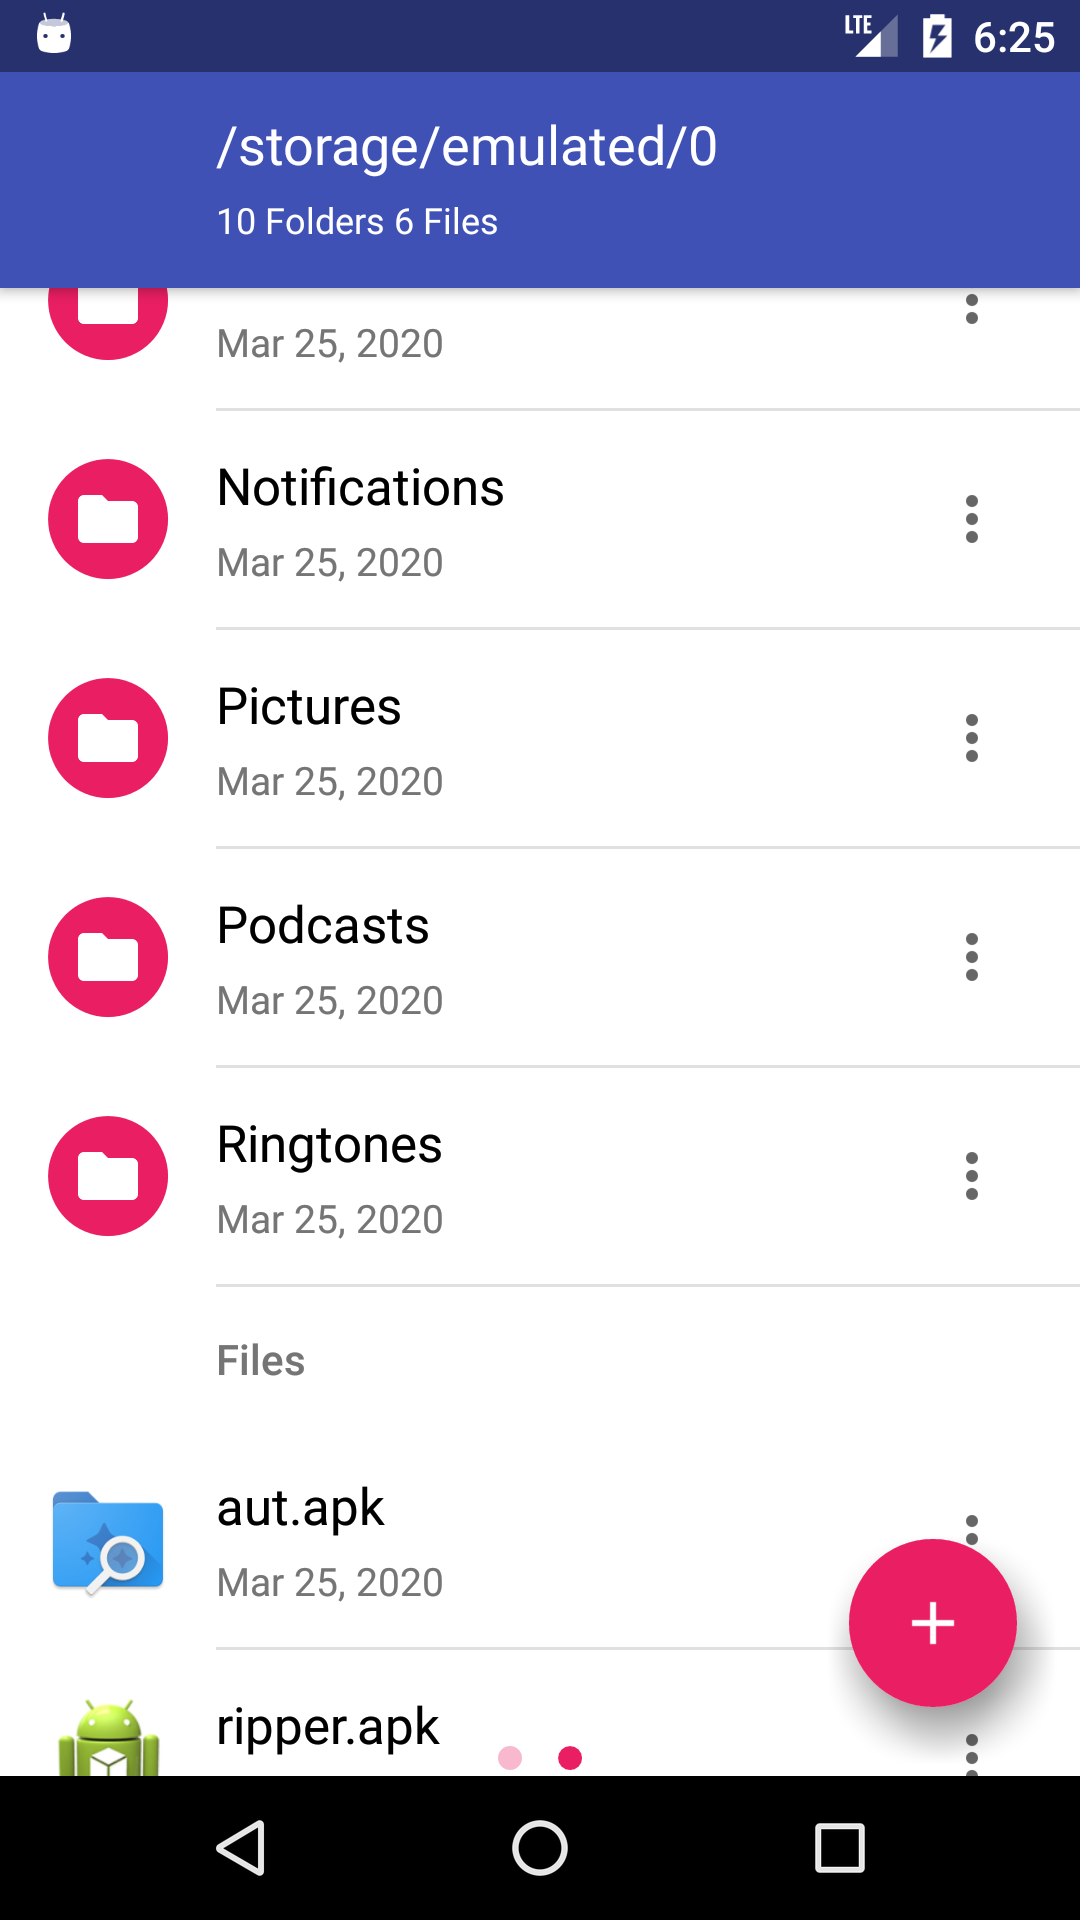 LTE 6:25
/storage/emulated/0
10 Folders 6 Files
Mar 25, 2020
Notifications
Mar 25, 2020
Pictures
Mar 25, 2020
Podcasts
Mar 25, 2020
Ringtones
Mar 25, 2020
Files
aut.apk
Mar 25, 2020
ripper.apk